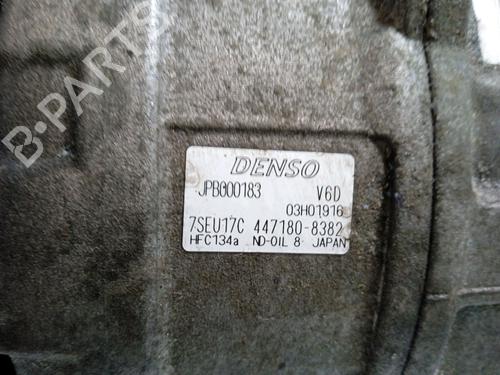 B-PARTS
DENSO
JPB000183 V6D
03H01916
7SEU17C 447180-8382
HFC134a ND-OIL 8 JAPAN